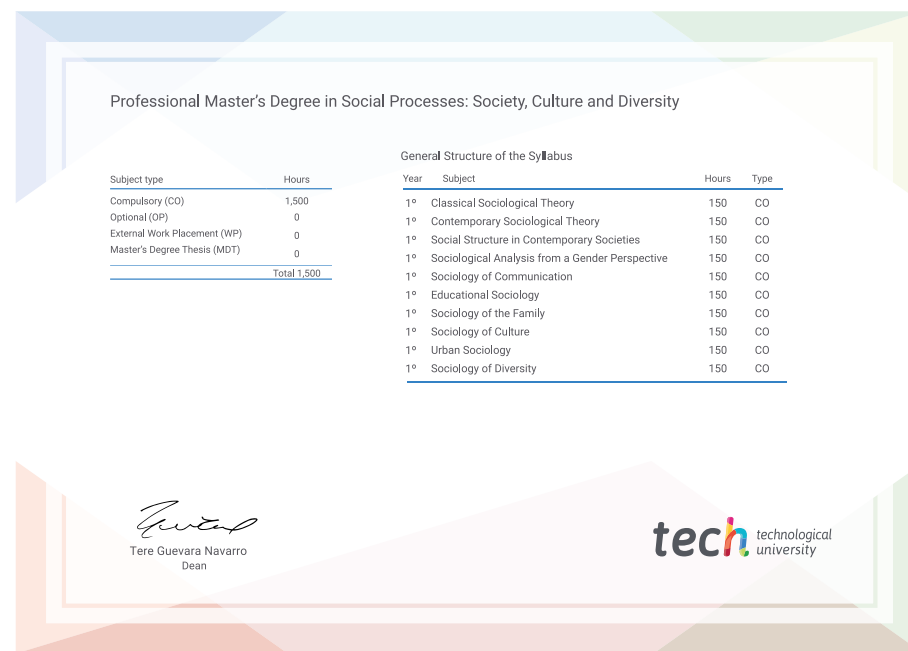 Professional Master’s Degree in Social Processes: Society, Culture and Diversity
Subject type Hours
Compulsory (CO) 1,500
Optional (OP) 0
External Work Placement (WP) 0
Master’s Degree Thesis (MDT) 0
Total 1,500
General Structure of the Syllabus
Year Subject Hours Type
1º Classical Sociological Theory 150 CO
1º Contemporary Sociological Theory 150 CO
1º Social Structure in Contemporary Societies 150 CO
1º Sociological Analysis from a Gender Perspective 150 CO
1º Sociology of Communication 150 CO
1º Educational Sociology 150 CO
1º Sociology of the Family 150 CO
1º Sociology of Culture 150 CO
1º Urban Sociology 150 CO
1º Sociology of Diversity 150 CO
Tere Guevara Navarro
Dean
tech technological
university